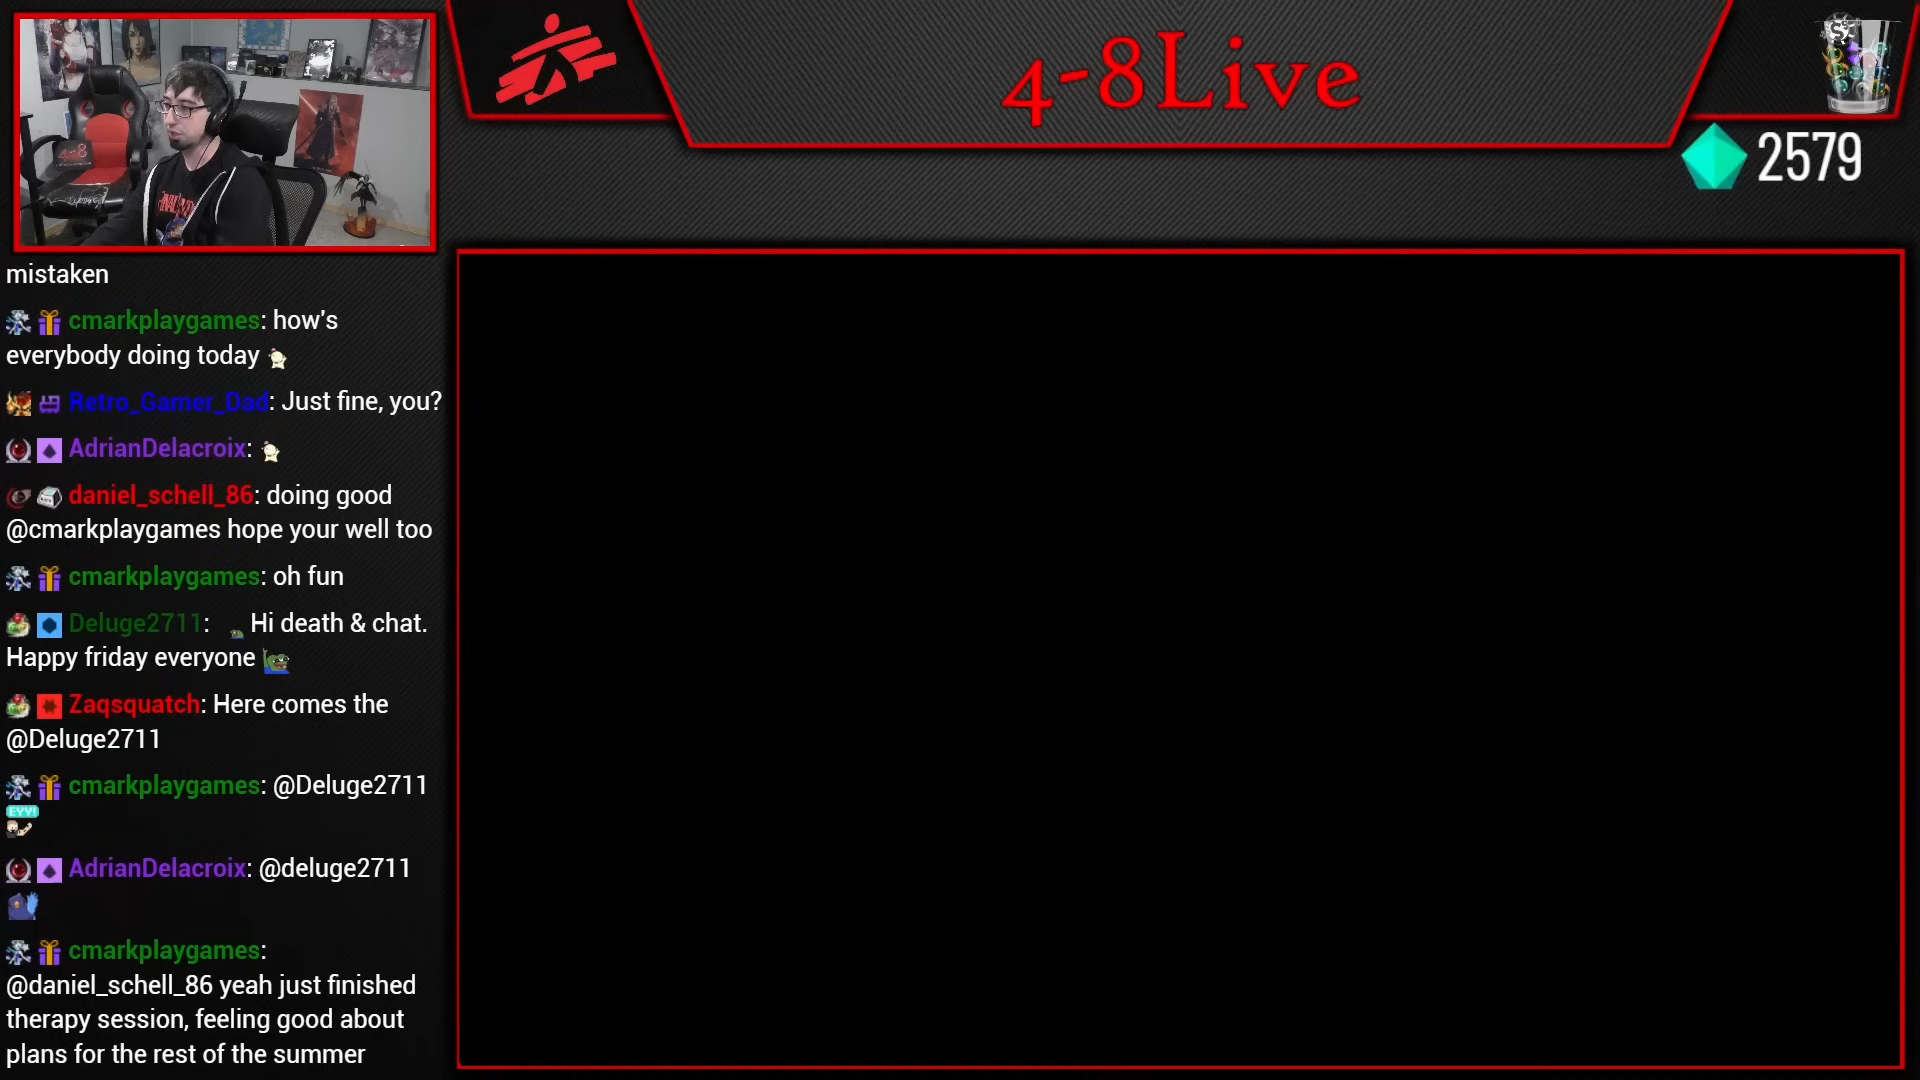 4-8Live
2579
4-8
mistaken
cmarkplaygames: how's
everybody doing today
Retro_Gamer_Dad: Just fine, you?
AdrianDelacroix:
daniel_schell_86: doing good
@cmarkplaygames hope your well too
cmarkplaygames: oh fun
Deluge2711: Hi death & chat.
Happy friday everyone
Zaqsquatch: Here comes the
@Deluge2711
cmarkplaygames: @Deluge2711
EYY!
AdrianDelacroix: @deluge2711
cmarkplaygames:
@daniel_schell_86 yeah just finished
therapy session, feeling good about
plans for the rest of the summer